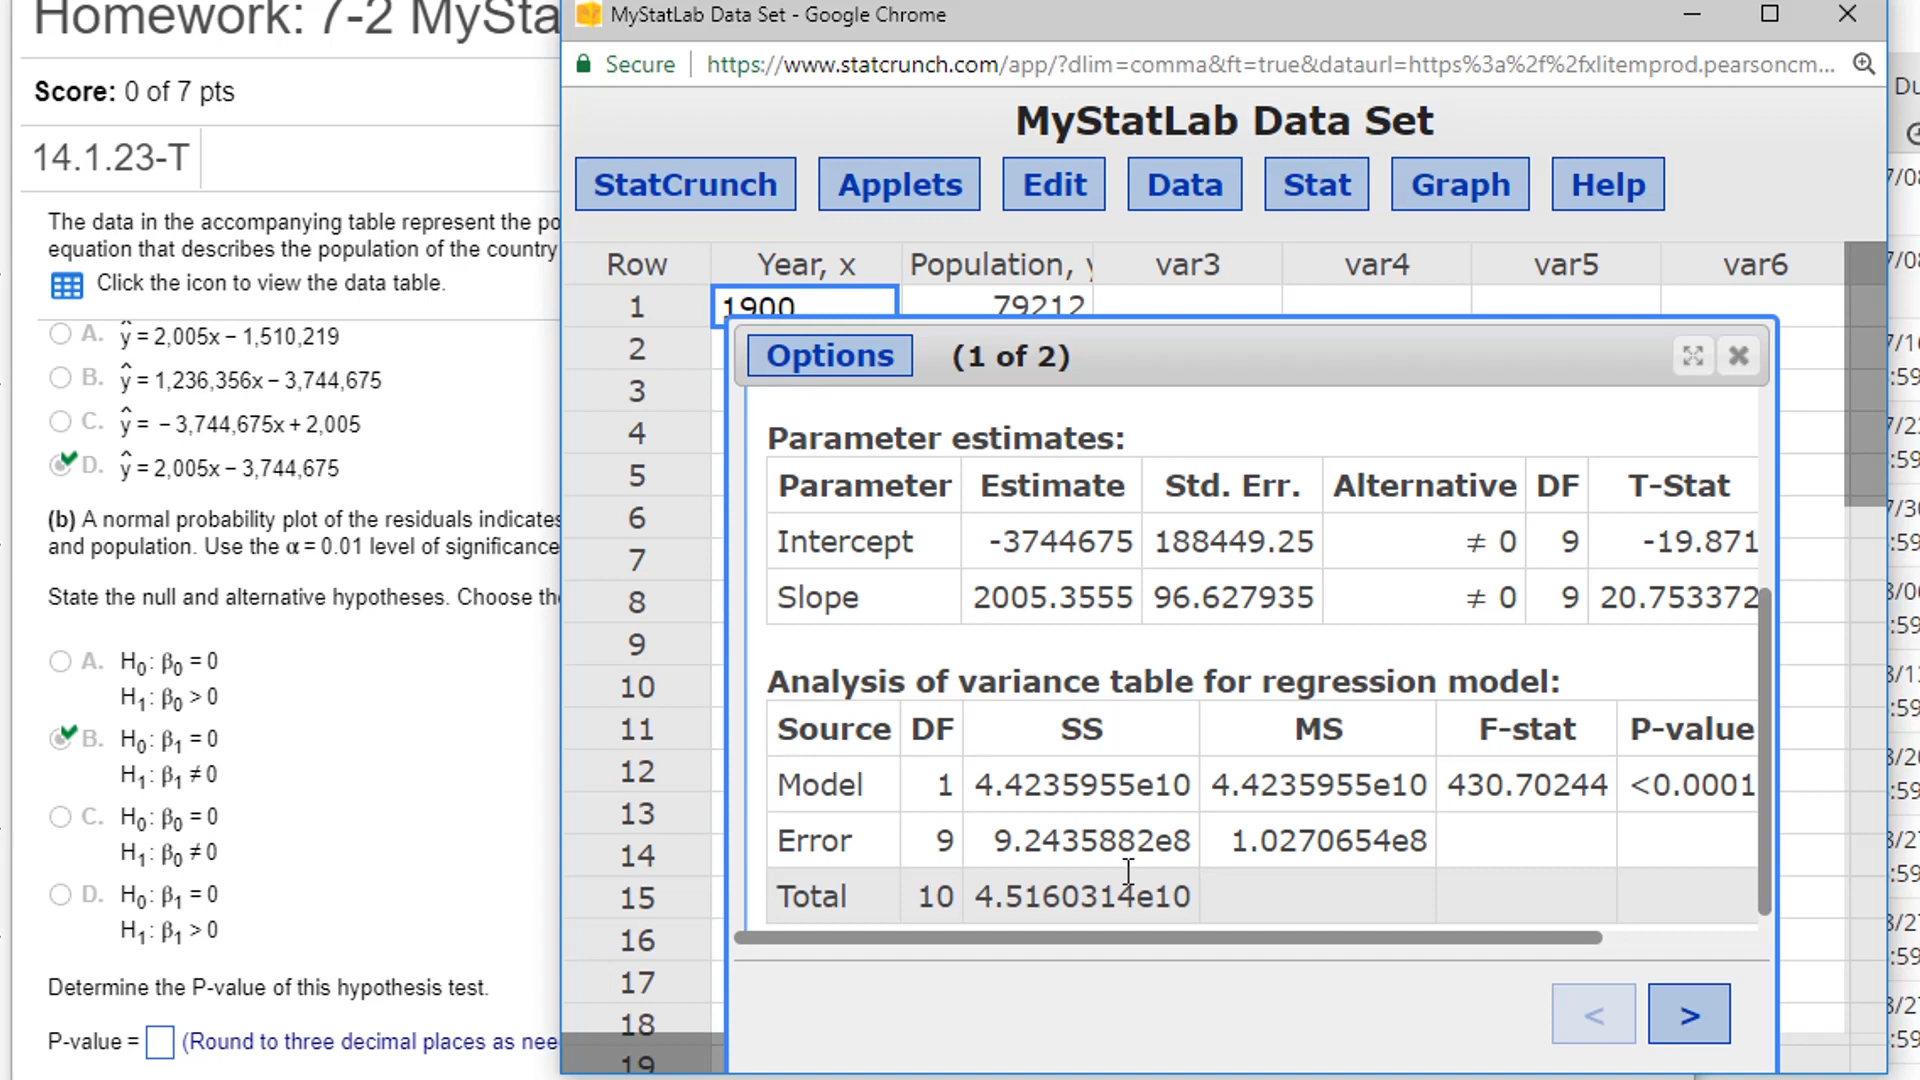 Homework: 7-2 MySta
Score: 0 of 7 pts
14.1.23-T
The data in the accompanying table represent the po
equation that describes the population of the country
Click the icon to view the data table.
A. ŷ = 2,005x – 1,510,219
B. ŷ = 1,236,356x – 3,744,675
C. ŷ = – 3,744,675x + 2,005
D. ŷ = 2,005x – 3,744,675
(b) A normal probability plot of the residuals indicates
and population. Use the α = 0.01 level of significance
State the null and alternative hypotheses. Choose the
A. H0: β0 = 0
H1: β0 > 0
B. H0: β1 = 0
H1: β1 ≠ 0
C. H0: β0 = 0
H1: β0 ≠ 0
D. H0: β1 = 0
H1: β1 > 0
Determine the P-value of this hypothesis test.
P-value = (Round to three decimal places as nee
MyStatLab Data Set - Google Chrome
Secure https://www.statcrunch.com/app/?dlim=comma&ft=true&dataurl=https%3a%2f%2fxlitemprod.pearsoncm...
MyStatLab Data Set
StatCrunch Applets Edit Data Stat Graph Help
Row Year, x Population, y var3 var4 var5 var6
1 1900 79212
2
3
4
5
6
7
8
9
10
11
12
13
14
15
16
17
18
19
Options (1 of 2)
Parameter estimates:
Parameter Estimate Std. Err. Alternative DF T-Stat
Intercept -3744675 188449.25 ≠ 0 9 -19.871
Slope 2005.3555 96.627935 ≠ 0 9 20.753372
Analysis of variance table for regression model:
Source DF SS MS F-stat P-value
Model 1 4.4235955e10 4.4235955e10 430.70244 <0.0001
Error 9 9.2435882e8 1.0270654e8
Total 10 4.5160314e10
< >
Du